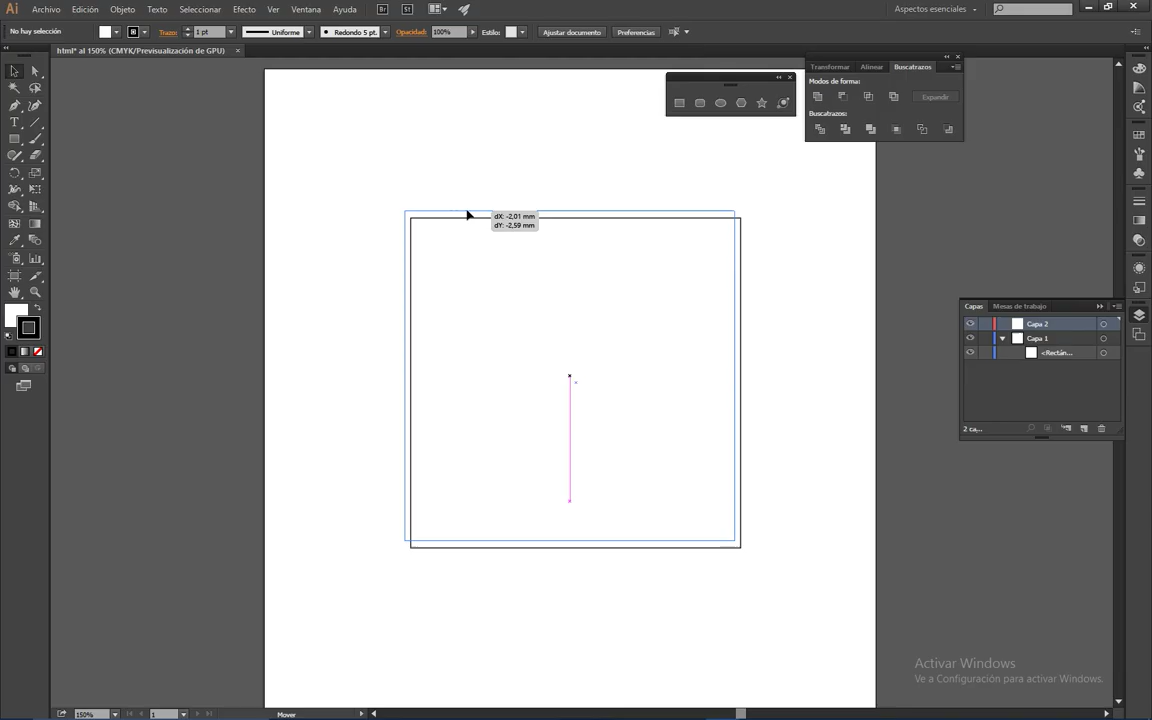 Ai Archivo Edición Objeto Texto Seleccionar Efecto Ver Ventana Ayuda Br St Aspectos esenciales
No hay selección Trazo: 1 pt Uniforme Redondo 5 pt. Opacidad: 100% Estilo: Ajustar documento Preferencias
html* al 150% (CMYK/Previsualización de GPU) ×
Transformar Alinear Buscatrazos
Modos de forma:
Expandir
Buscatrazos:
dX: -2,01 mm
dY: -2,59 mm
Capas Mesas de trabajo
Capa 2
Capa 1
<Rectán...
2 ca...
Activar Windows
Ve a Configuración para activar Windows.
150% 1 Mover